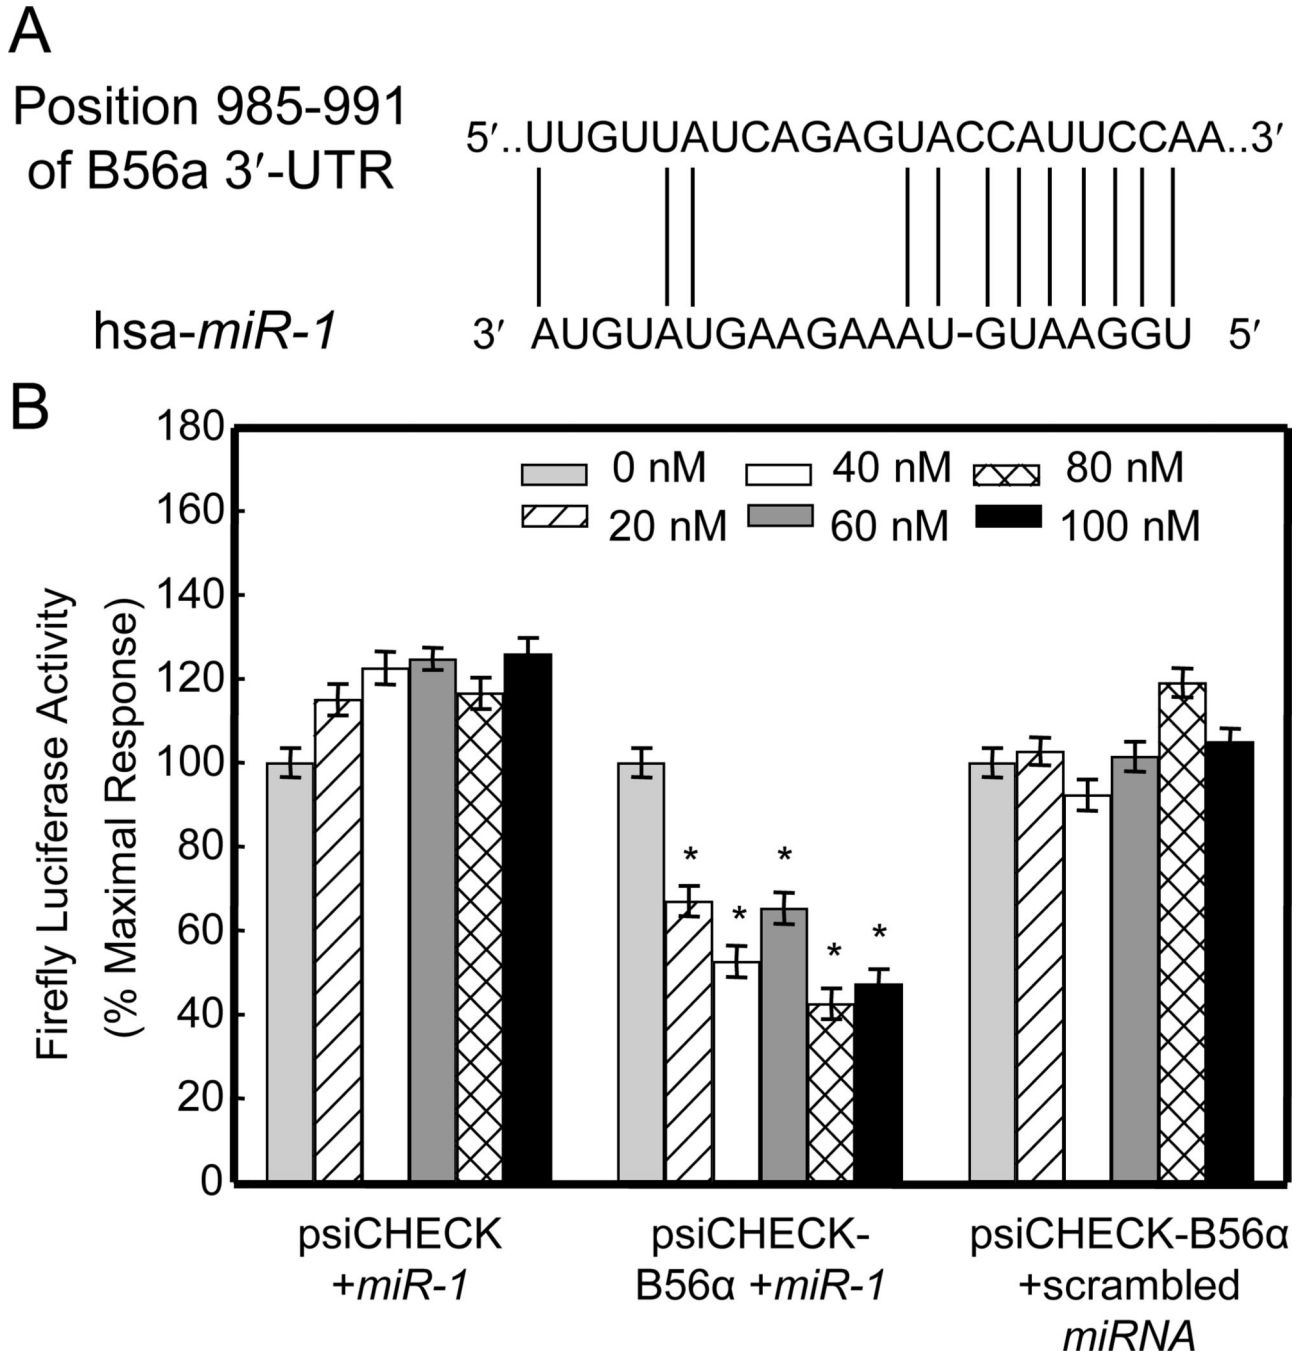 A
Position 985-991
of B56a 3′-UTR
5′..UUGUUAUCAGAGUACCAUUCCAA..3′
hsa-miR-1
3′ AUGUAUGAAGAAAU-GUAAGGU 5′
B
Firefly Luciferase Activity
(% Maximal Response)
180
160
140
120
100
80
60
40
20
0
0 nM 40 nM 80 nM
20 nM 60 nM 100 nM
* * * * *
psiCHECK
+miR-1
psiCHECK-
B56α +miR-1
psiCHECK-B56α
+scrambled
miRNA